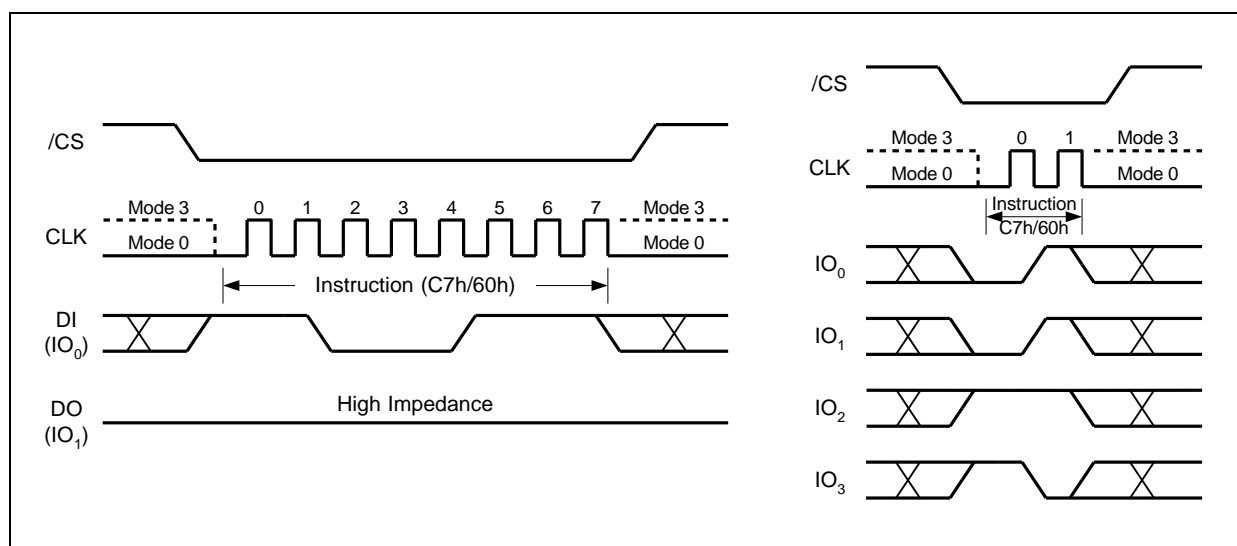 /CS
Mode 3
Mode 0
CLK
0 1 2 3 4 5 6 7
Mode 3
Mode 0
Instruction (C7h/60h)
DI
(IO0)
DO
(IO1)
High Impedance
/CS
Mode 3
Mode 0
CLK
0 1
Mode 3
Mode 0
Instruction
C7h/60h
IO0
IO1
IO2
IO3